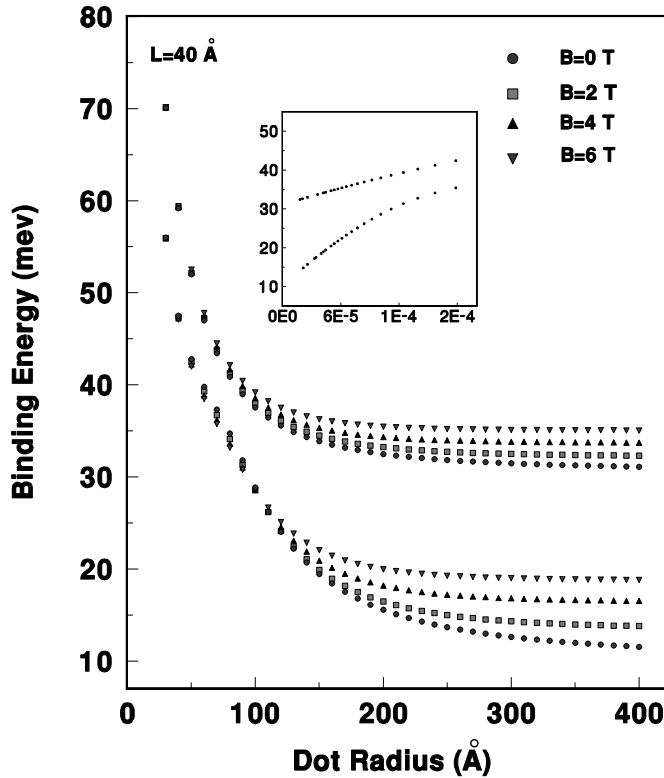 80
70
60
50
40
30
20
10
Binding Energy (mev)
L=40 Å
B=0 T
B=2 T
B=4 T
B=6 T
50
40
30
20
10
0E0 6E-5 1E-4 2E-4
0 100 200 300 400
Dot Radius (Å)